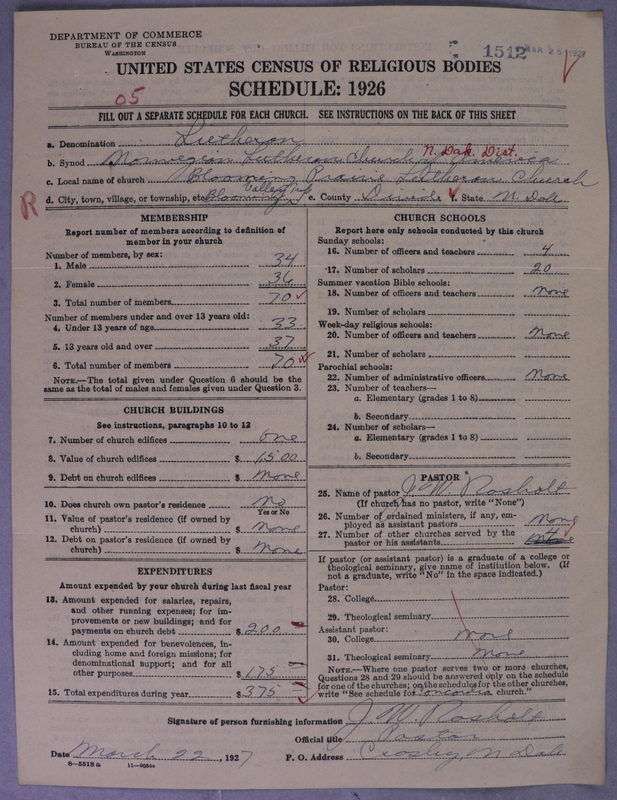 DEPARTMENT OF COMMERCE
BUREAU OF THE CENSUS
WASHINGTON
1512 MAR 25 1927
UNITED STATES CENSUS OF RELIGIOUS BODIES
SCHEDULE: 1926
05
FILL OUT A SEPARATE SCHEDULE FOR EACH CHURCH. SEE INSTRUCTIONS ON THE BACK OF THIS SHEET
a. Denomination Lutheran
N. Dak. Dist.
b. Synod Norwegian Lutheran Church of America
c. Local name of church Blooming Prairie Lutheran Church
R d. City, town, village, or township, etc. Blooming Valley Twp e. County Divide f. State N. Dak.
MEMBERSHIP
Report number of members according to definition of
member in your church
Number of members, by sex:
1. Male 34
2. Female 36
3. Total number of members 70
Number of members under and over 13 years old:
4. Under 13 years of age 33
5. 13 years old and over 37
6. Total number of members 70
NOTE.—The total given under Question 6 should be the
same as the total of males and females given under Question 3.
CHURCH BUILDINGS
See instructions, paragraphs 10 to 12
7. Number of church edifices One
8. Value of church edifices $ 1500
9. Debt on church edifices $ None
10. Does church own pastor's residence? No
Yes or No
11. Value of pastor's residence (if owned by
church) $ None
12. Debt on pastor's residence (if owned by
church) $ None
EXPENDITURES
Amount expended by your church during last fiscal year
13. Amount expended for salaries, repairs,
and other running expenses; for im-
provements or new buildings; and for
payments on church debt $ 200
14. Amount expended for benevolences, in-
cluding home and foreign missions; for
denominational support; and for all
other purposes $ 175
15. Total expenditures during year $ 375
CHURCH SCHOOLS
Report here only schools conducted by this church
Sunday schools:
16. Number of officers and teachers 4
17. Number of scholars 20
Summer vacation Bible schools:
18. Number of officers and teachers None
19. Number of scholars
Week-day religious schools:
20. Number of officers and teachers None
21. Number of scholars
Parochial schools:
22. Number of administrative officers None
23. Number of teachers—
a. Elementary (grades 1 to 8)
b. Secondary
24. Number of scholars—
a. Elementary (grades 1 to 8)
b. Secondary
PASTOR
25. Name of pastor J. M. Rosholt
(If church has no pastor, write "None")
26. Number of ordained ministers, if any, em-
ployed as assistant pastors None
27. Number of other churches served by the
pastor or his assistants 4
If pastor (or assistant pastor) is a graduate of a college or
theological seminary, give name of institution below. (If
not a graduate, write "No" in the space indicated.)
Pastor:
28. College
29. Theological seminary
Assistant pastor:
30. College None
31. Theological seminary None
NOTE.—Where one pastor serves two or more churches,
Questions 28 and 29 should be answered only on the schedule
for one of the churches; on the schedules for the other churches,
write "See schedule for Concordia church."
Signature of person furnishing information J. M. Rosholt
Official title Pastor
Date March 22, 1927 P. O. Address Crosby, N. Dak
8—5518a 11—9054a